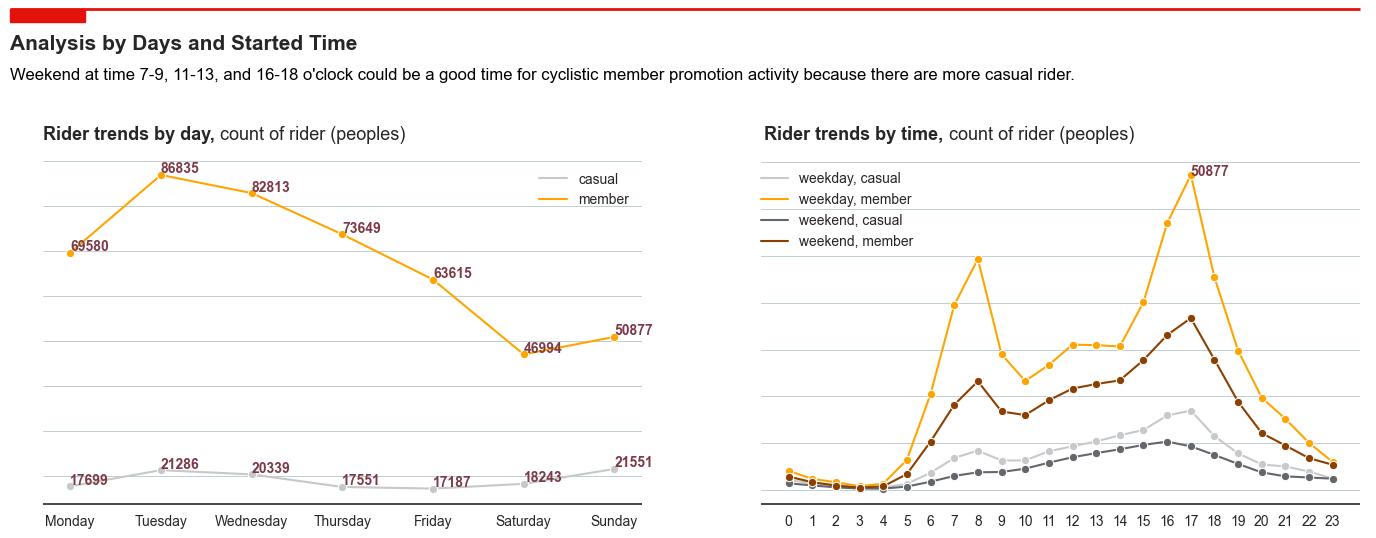 Analysis by Days and Started Time
Weekend at time 7-9, 11-13, and 16-18 o'clock could be a good time for cyclistic member promotion activity because there are more casual rider.
Rider trends by day, count of rider (peoples)
86835
82813
73649
69580
63615
46994
50877
casual
member
17699
21286
20339
17551
17187
18243
21551
Monday Tuesday Wednesday Thursday Friday Saturday Sunday
Rider trends by time, count of rider (peoples)
50877
weekday, casual
weekday, member
weekend, casual
weekend, member
0 1 2 3 4 5 6 7 8 9 10 11 12 13 14 15 16 17 18 19 20 21 22 23